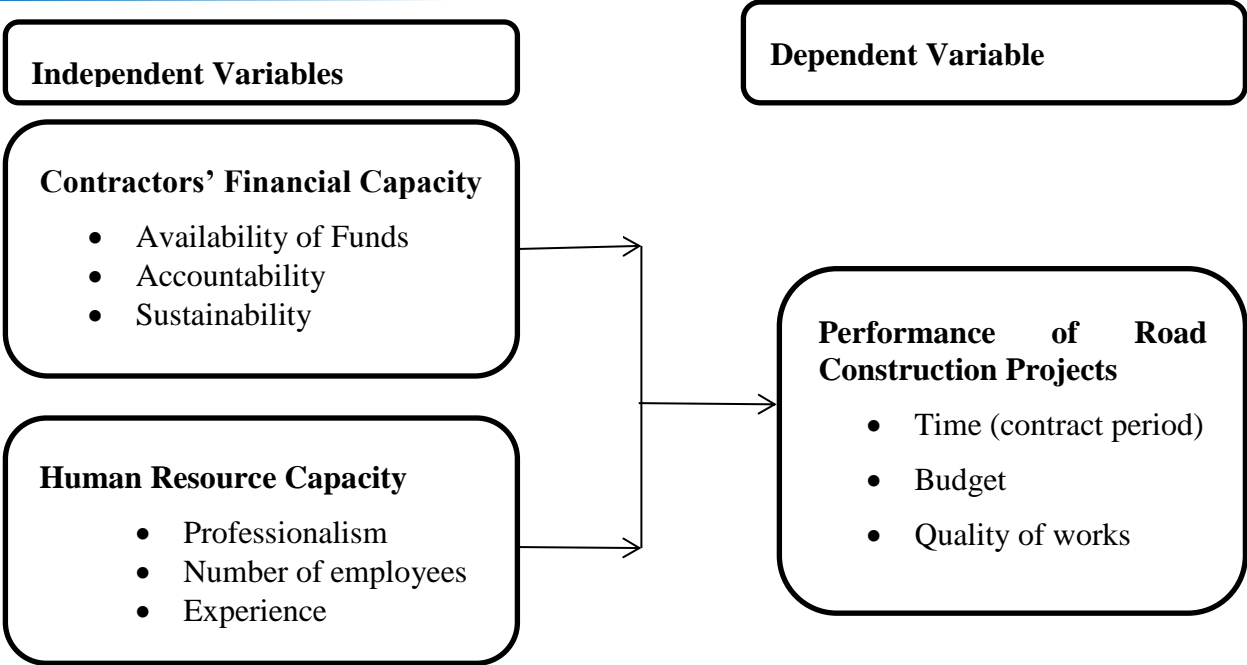 Independent Variables
Dependent Variable
Contractors’ Financial Capacity
• Availability of Funds
• Accountability
• Sustainability
Human Resource Capacity
• Professionalism
• Number of employees
• Experience
Performance of Road
Construction Projects
• Time (contract period)
• Budget
• Quality of works